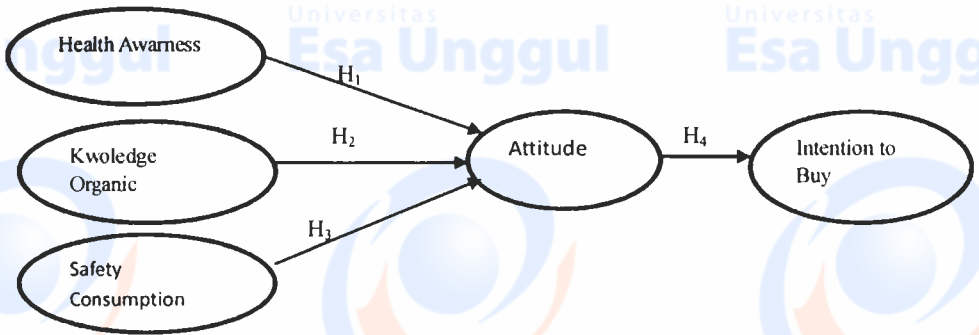 Universitas
Esa Unggul
Universitas
Esa Ungg
nggul
Health Awarness
H1
Kwoledge
Organic
H2
Safety
Consumption
H3
Attitude
H4
Intention to
Buy